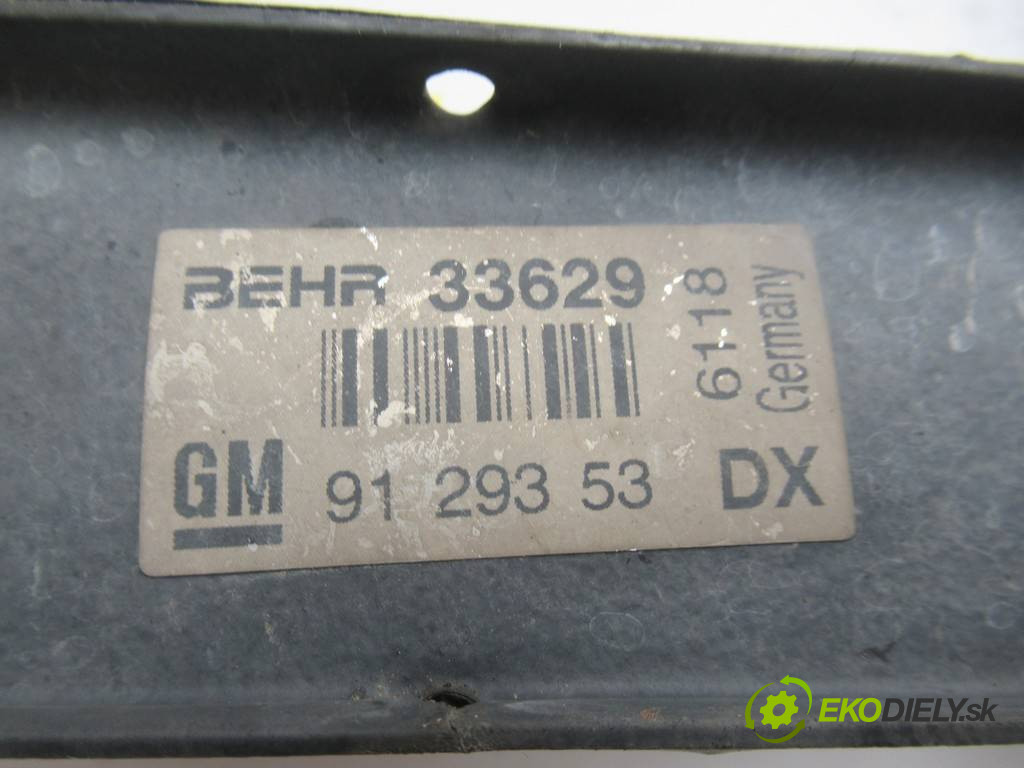 BEHR 33629
6118
Germany
GM 91 293 53 DX
EKODIELY.sk